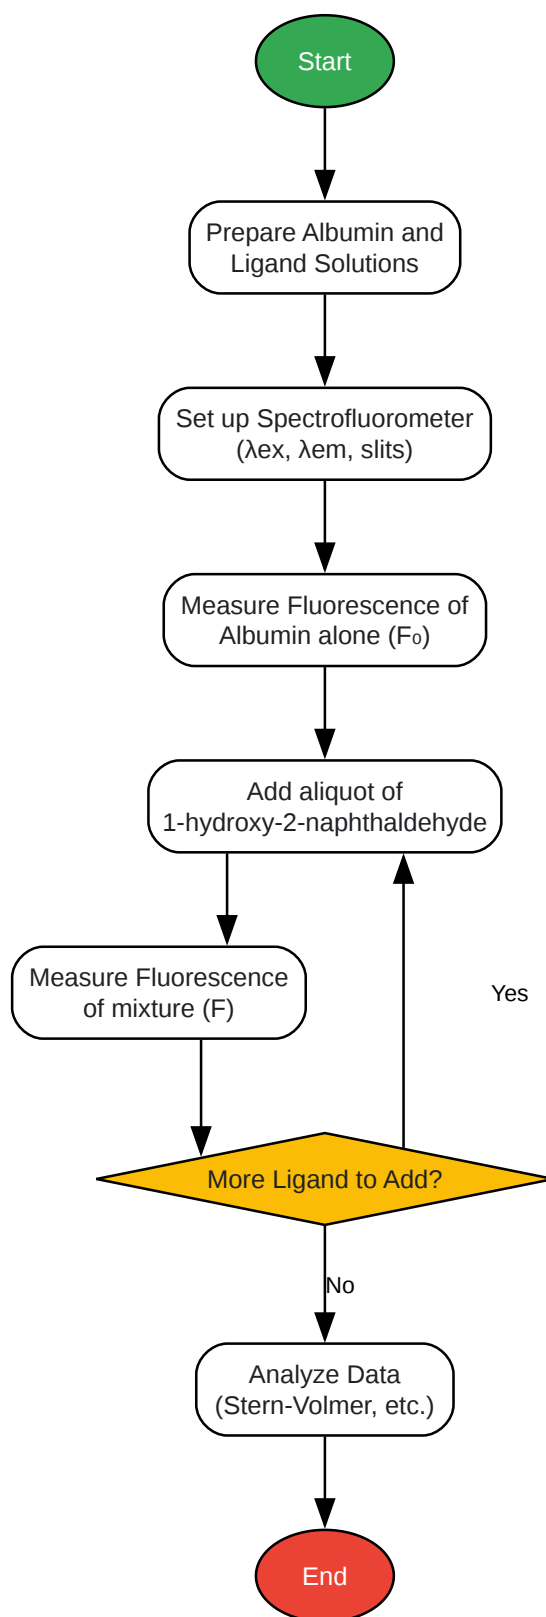 Start
Prepare Albumin and
Ligand Solutions
Set up Spectrofluorometer
(λex, λem, slits)
Measure Fluorescence of
Albumin alone (F₀)
Add aliquot of
1-hydroxy-2-naphthaldehyde
Measure Fluorescence
of mixture (F)
Yes
More Ligand to Add?
No
Analyze Data
(Stern-Volmer, etc.)
End